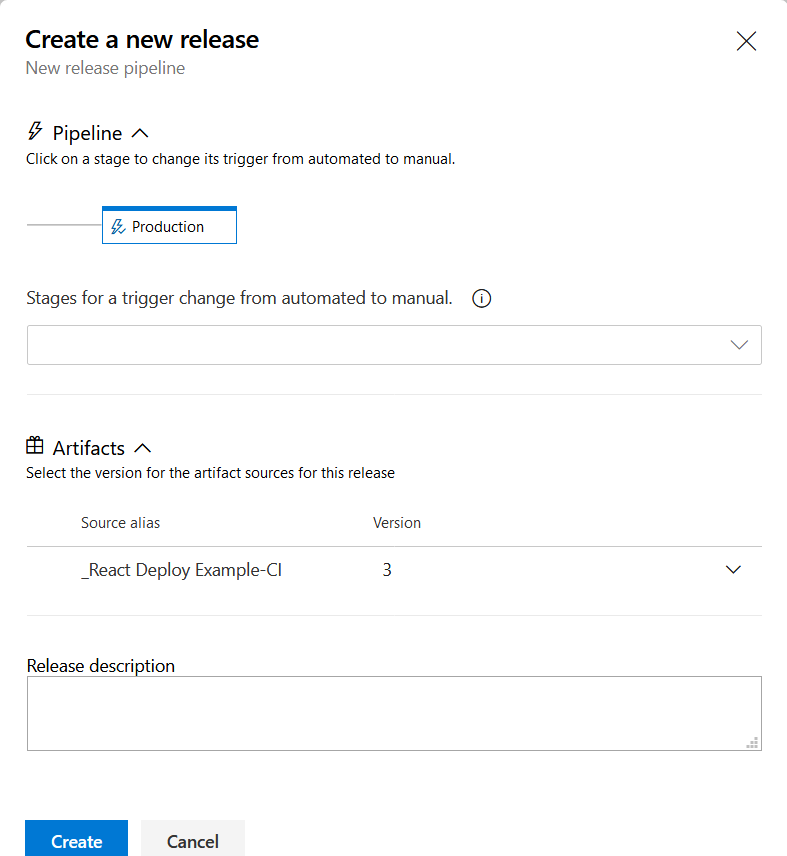 Create a new release
New release pipeline
Pipeline
Click on a stage to change its trigger from automated to manual.
Production
Stages for a trigger change from automated to manual.
Artifacts
Select the version for the artifact sources for this release
Source alias Version
_React Deploy Example-CI 3
Release description
Create Cancel